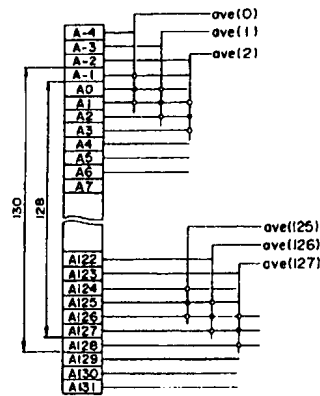 ave(0)
ave(1)
ave(2)
A-4
A-3
A-2
A-1
A0
A1
A2
A3
A4
A5
A6
A7
130
128
ave(125)
ave(126)
ave(127)
A122
A123
A124
A125
A126
A127
A128
A129
A130
A131